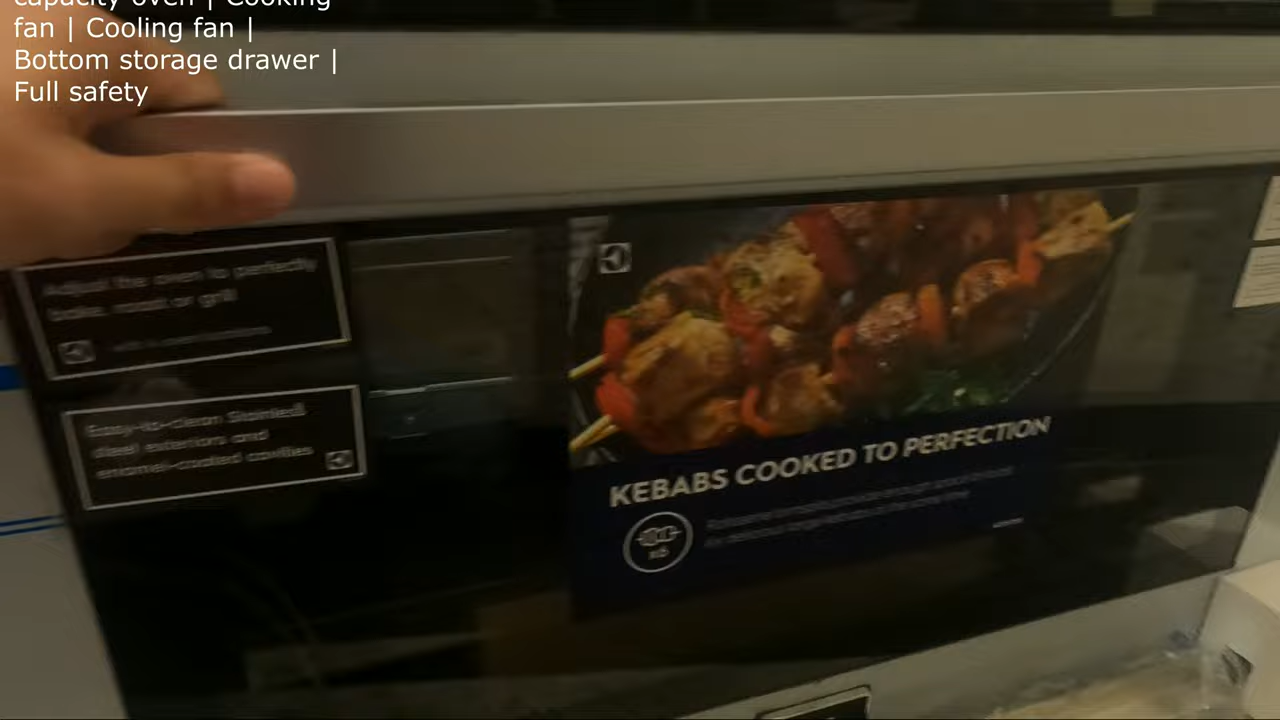 capacity oven | Cooking
fan | Cooling fan |
Bottom storage drawer |
Full safety
Adjust the oven to perfectly
bake, roast or grill
Easy-to-clean Stainless
steel exteriors and
enamel-coated cavities
KEBABS COOKED TO PERFECTION
x6